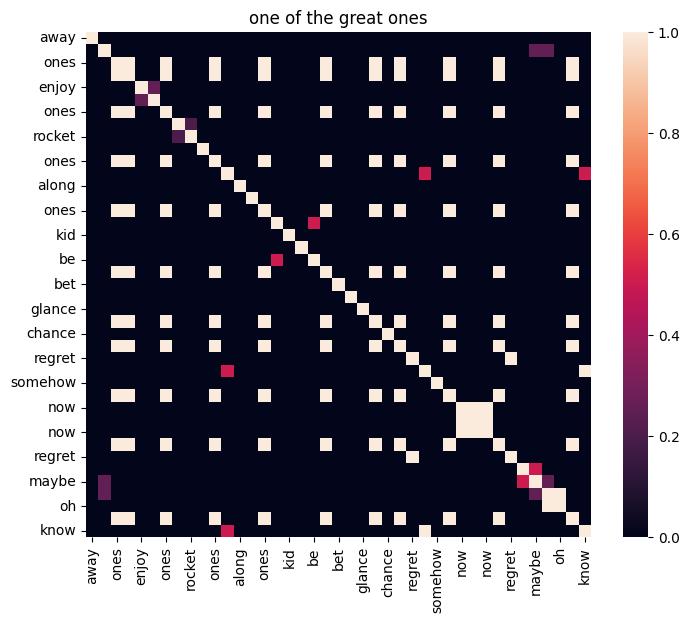 one of the great ones
away
ones
enjoy
ones
rocket
ones
along
ones
kid
be
bet
glance
chance
regret
somehow
now
now
regret
maybe
oh
know
away
ones
enjoy
ones
rocket
ones
along
ones
kid
be
bet
glance
chance
regret
somehow
now
now
regret
maybe
oh
know
1.0
0.8
0.6
0.4
0.2
0.0